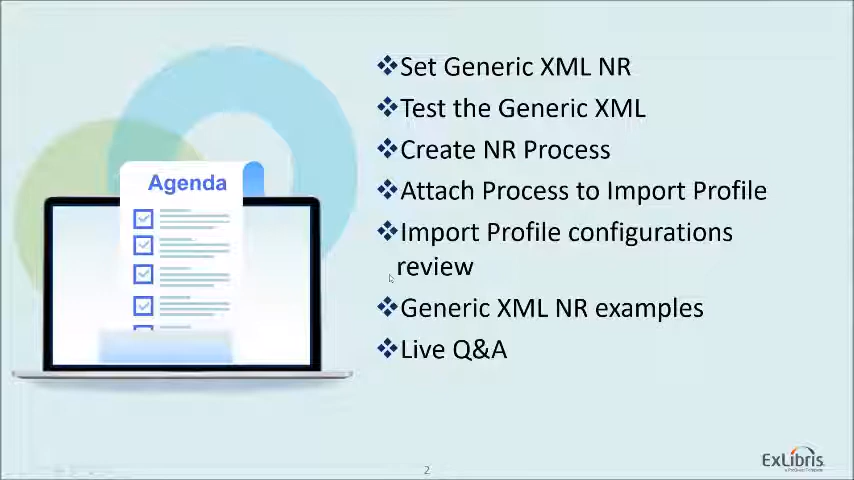 Agenda
Set Generic XML NR
Test the Generic XML
Create NR Process
Attach Process to Import Profile
Import Profile configurations
review
Generic XML NR examples
Live Q&A
2
ExLibris